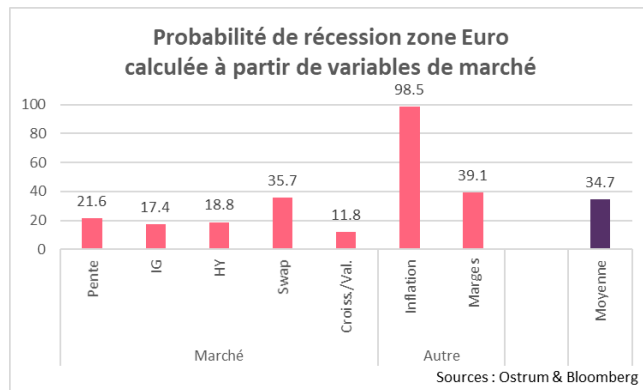 Probabilité de récession zone Euro
calculée à partir de variables de marché
100
80
60
40
20
0
21.6
17.4
18.8
35.7
11.8
98.5
39.1
34.7
Pente
IG
HY
Swap
Croiss./Val.
Inflation
Marges
Moyenne
Marché
Autre
Sources : Ostrum & Bloomberg